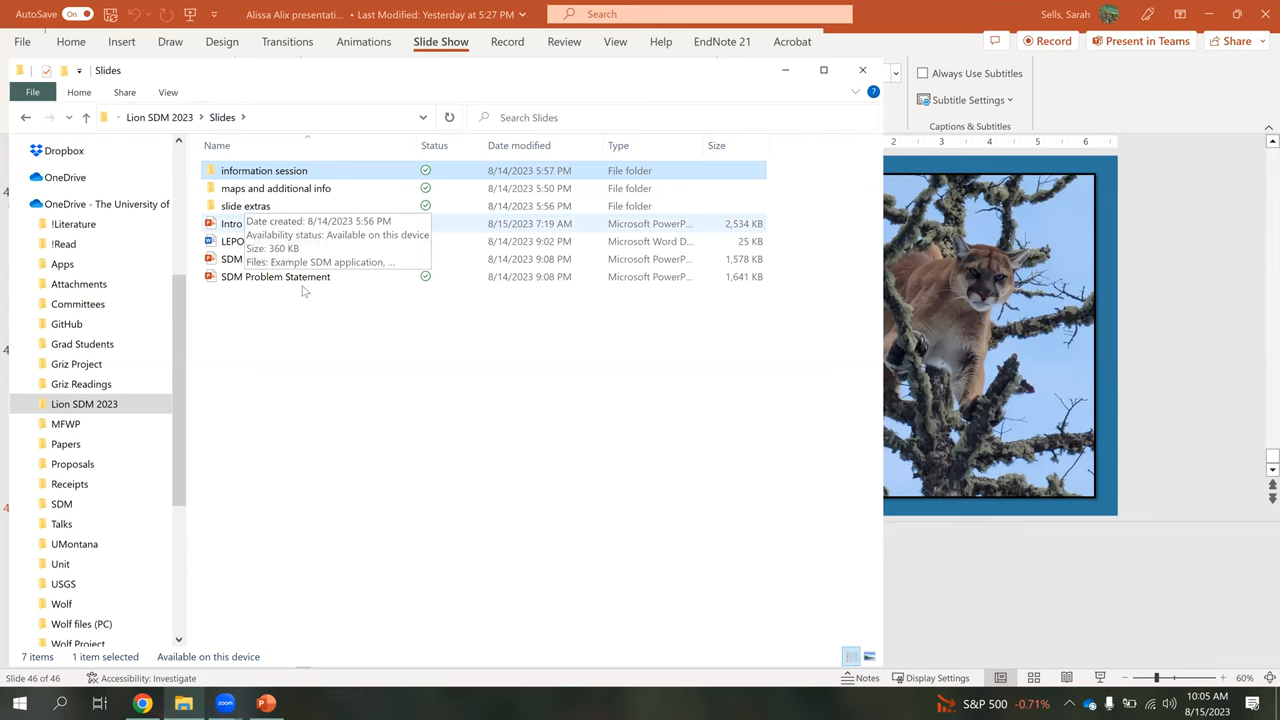 AutoSave On Alissa Alix presentati... • Last Modified: Yesterday at 5:27 PM Search Sells, Sarah
File Home Insert Draw Design Transitions Animations Slide Show Record Review View Help EndNote 21 Acrobat Record Present in Teams Share
Slides
File Home Share View
Lion SDM 2023 > Slides > Search Slides
Always Use Subtitles
Subtitle Settings
Captions & Subtitles
2 3 4 5 6
Name Status Date modified Type Size
Dropbox
OneDrive
OneDrive - The University of
!Literature
!Read
Apps
Attachments
Committees
GitHub
Grad Students
Griz Project
Griz Readings
Lion SDM 2023
MFWP
Papers
Proposals
Receipts
SDM
Talks
UMontana
Unit
USGS
Wolf
Wolf files (PC)
Wolf Project
information session 8/14/2023 5:57 PM File folder
maps and additional info 8/14/2023 5:50 PM File folder
slide extras 8/14/2023 5:56 PM File folder
Intro 8/15/2023 7:19 AM Microsoft PowerP... 2,534 KB
LEPO 8/14/2023 9:02 PM Microsoft Word D... 25 KB
SDM 8/14/2023 9:08 PM Microsoft PowerP... 1,578 KB
SDM Problem Statement 8/14/2023 9:08 PM Microsoft PowerP... 1,641 KB
Date created: 8/14/2023 5:56 PM
Availability status: Available on this device
Size: 360 KB
Files: Example SDM application, ...
7 items 1 item selected Available on this device
Slide 46 of 46 Accessibility: Investigate Notes Display Settings 60%
zoom S&P 500 -0.71% 10:05 AM
8/15/2023